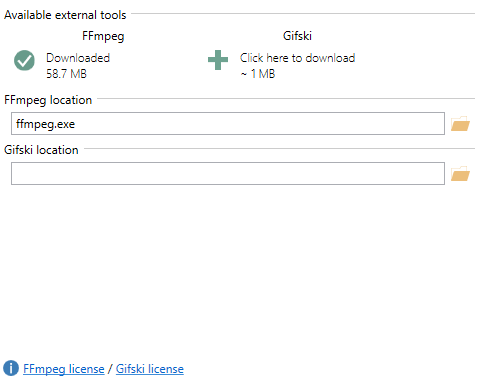 Available external tools
FFmpeg
Gifski
Downloaded
58.7 MB
Click here to download
~ 1 MB
FFmpeg location
ffmpeg.exe
Gifski location
FFmpeg license / Gifski license